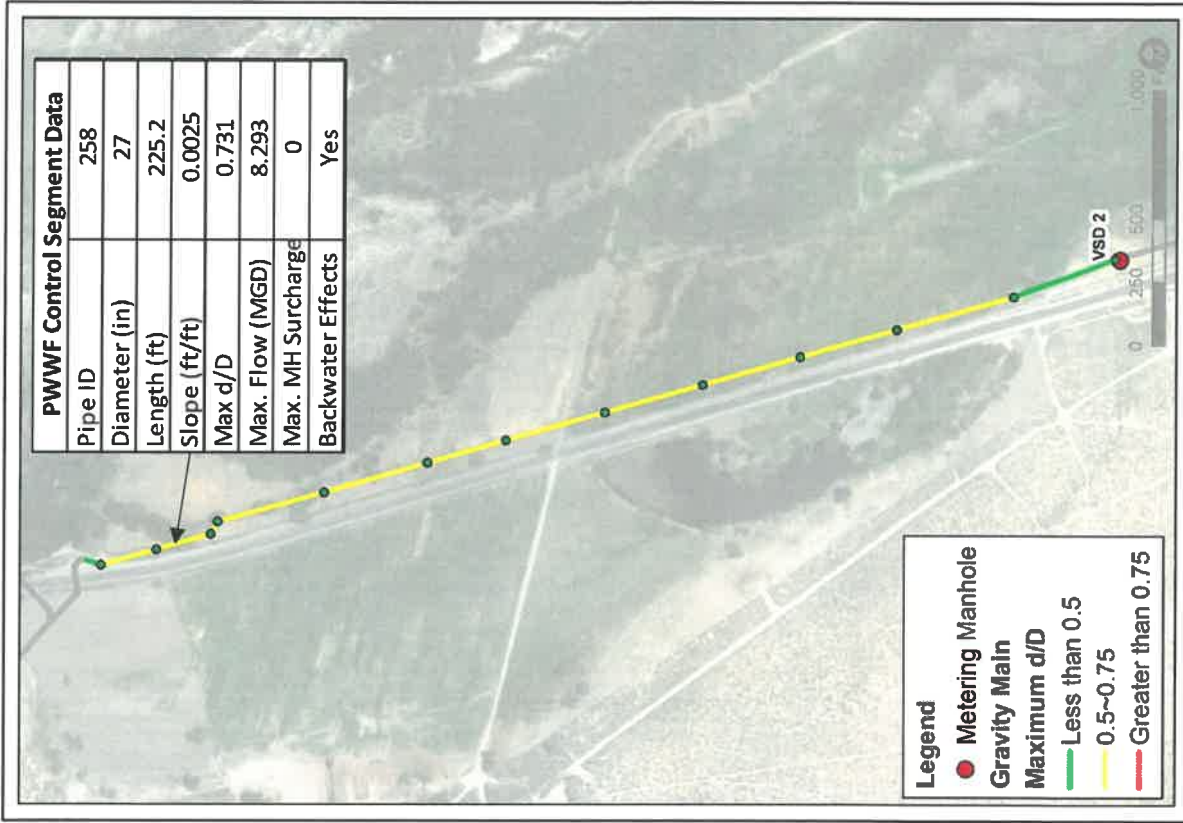 PWWF Control Segment Data
Pipe ID 258
Diameter (in) 27
Length (ft) 225.2
Slope (ft/ft) 0.0025
Max d/D 0.731
Max. Flow (MGD) 8.293
Max. MH Surcharge 0
Backwater Effects Yes
VSD 2
0 250 500 1,000
Legend
Metering Manhole
Gravity Main
Maximum d/D
Less than 0.5
0.5~0.75
Greater than 0.75